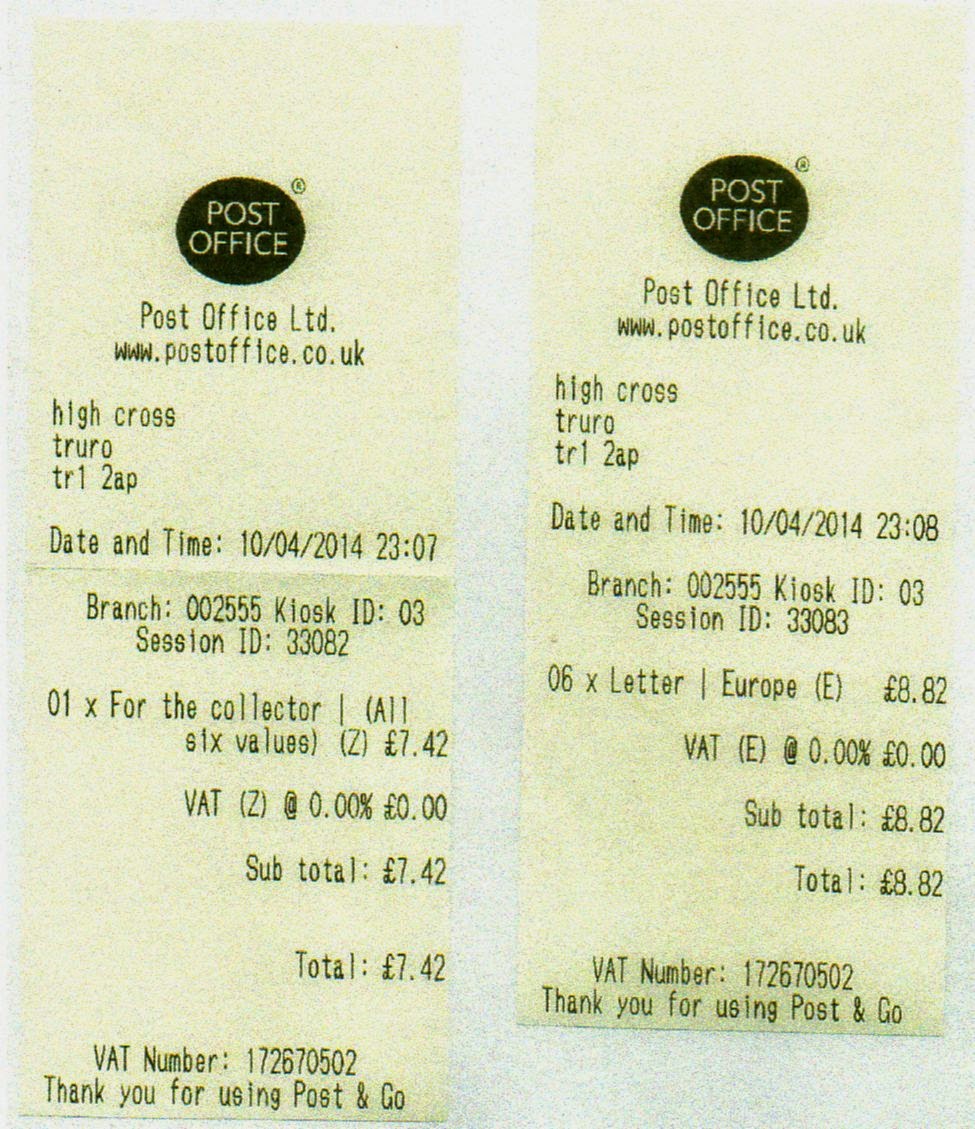 POST
OFFICE
®
Post Office Ltd.
www.postoffice.co.uk
high cross
truro
tr1 2ap
Date and Time: 10/04/2014 23:07
Branch: 002555 Kiosk ID: 03
Session ID: 33082
01 x For the collector | (All
six values) (Z) £7.42
VAT (Z) @ 0.00% £0.00
Sub total: £7.42
Total: £7.42
VAT Number: 172670502
Thank you for using Post & Go
POST
OFFICE
®
Post Office Ltd.
www.postoffice.co.uk
high cross
truro
tr1 2ap
Date and Time: 10/04/2014 23:08
Branch: 002555 Kiosk ID: 03
Session ID: 33083
06 x Letter | Europe (E) £8.82
VAT (E) @ 0.00% £0.00
Sub total: £8.82
Total: £8.82
VAT Number: 172670502
Thank you for using Post & Go